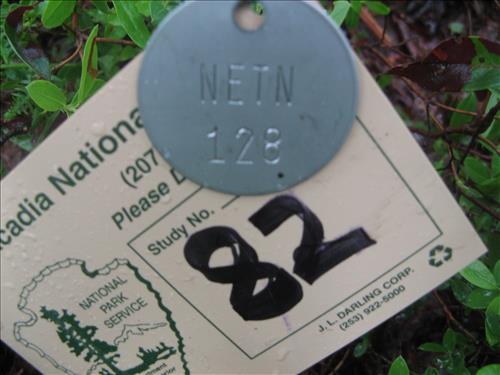 NETN
128
cadia Nationa
(207
Please D
Study No.
82
NATIONAL
PARK
SERVICE
J. L. DARLING CORP.
(253) 922-5000